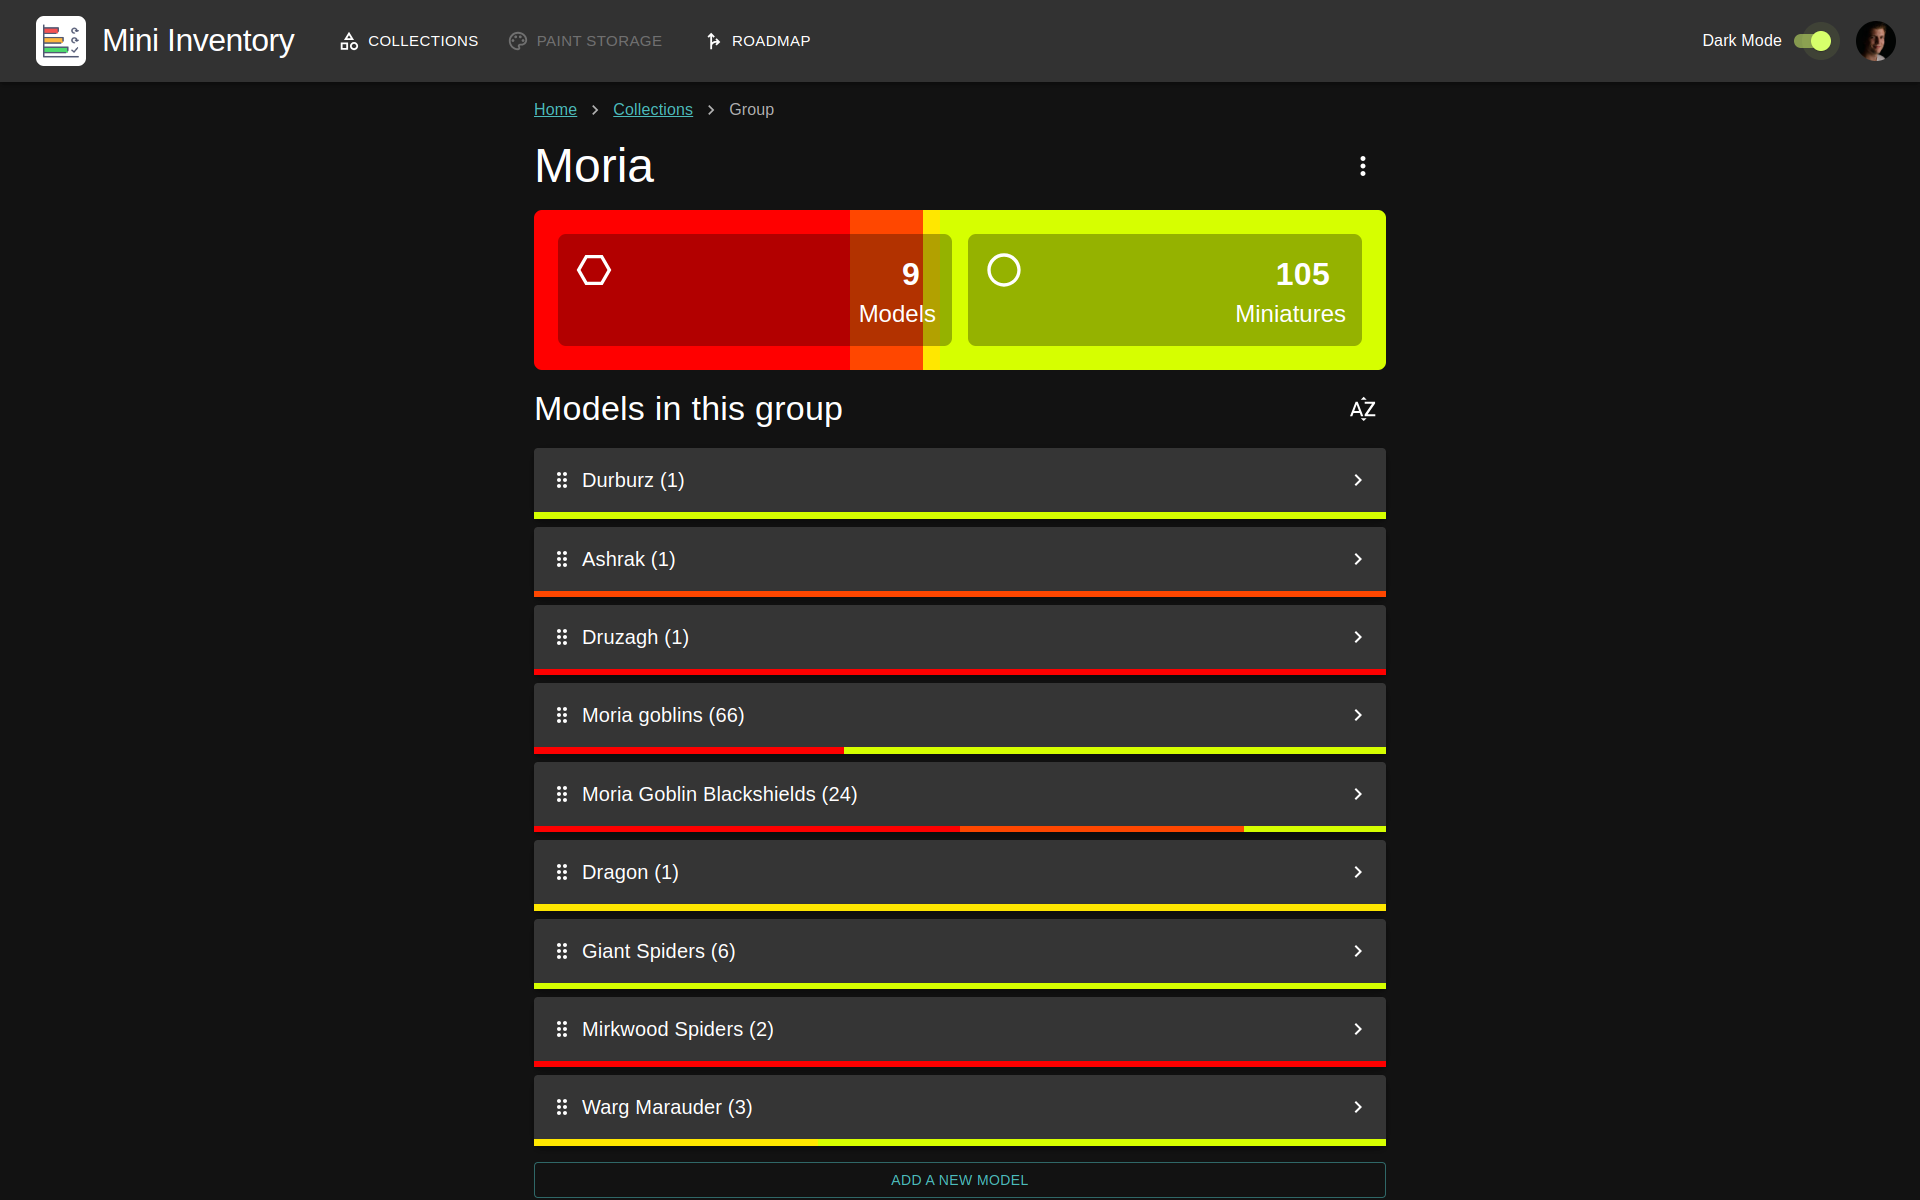 Mini Inventory
COLLECTIONS
PAINT STORAGE
ROADMAP
Dark Mode
Home
Collections
Group
Moria
9
Models
105
Miniatures
Models in this group
AZ
Durburz (1)
Ashrak (1)
Druzagh (1)
Moria goblins (66)
Moria Goblin Blackshields (24)
Dragon (1)
Giant Spiders (6)
Mirkwood Spiders (2)
Warg Marauder (3)
ADD A NEW MODEL